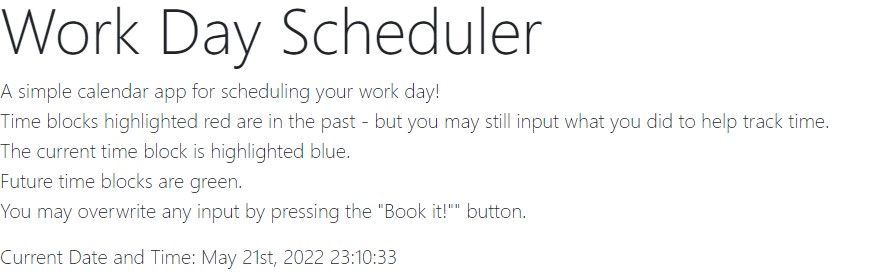 Work Day Scheduler
A simple calendar app for scheduling your work day!
Time blocks highlighted red are in the past - but you may still input what you did to help track time.
The current time block is highlighted blue.
Future time blocks are green.
You may overwrite any input by pressing the "Book it!"" button.
Current Date and Time: May 21st, 2022 23:10:33